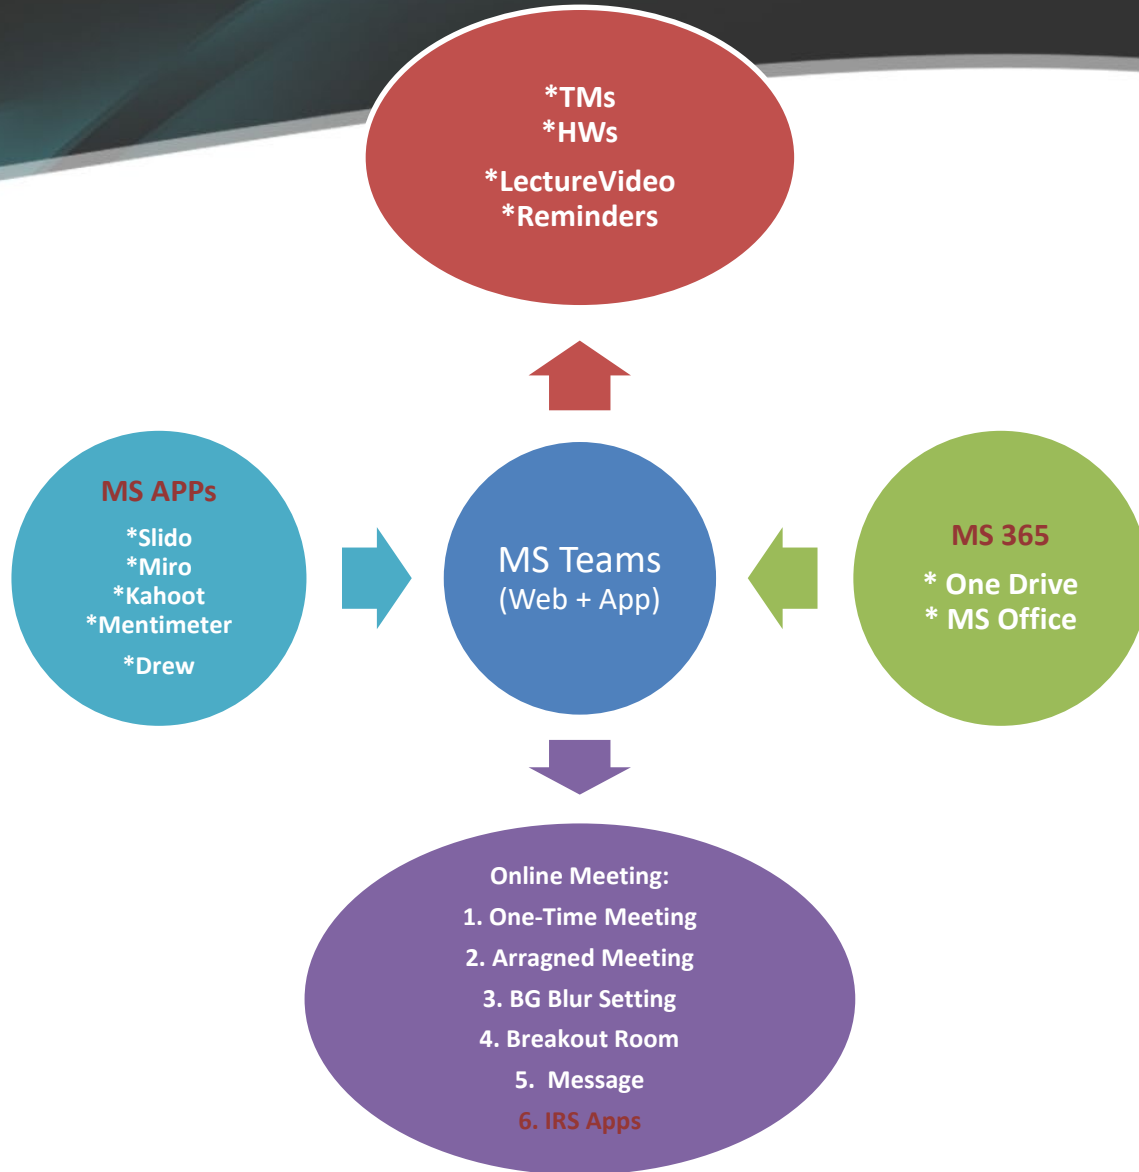 *TMs
*HWs
*LectureVideo
*Reminders
MS APPs
*Slido
*Miro
*Kahoot
*Mentimeter
*Drew
MS Teams
(Web + App)
MS 365
* One Drive
* MS Office
Online Meeting:
1. One-Time Meeting
2. Arragned Meeting
3. BG Blur Setting
4. Breakout Room
5.  Message
6. IRS Apps